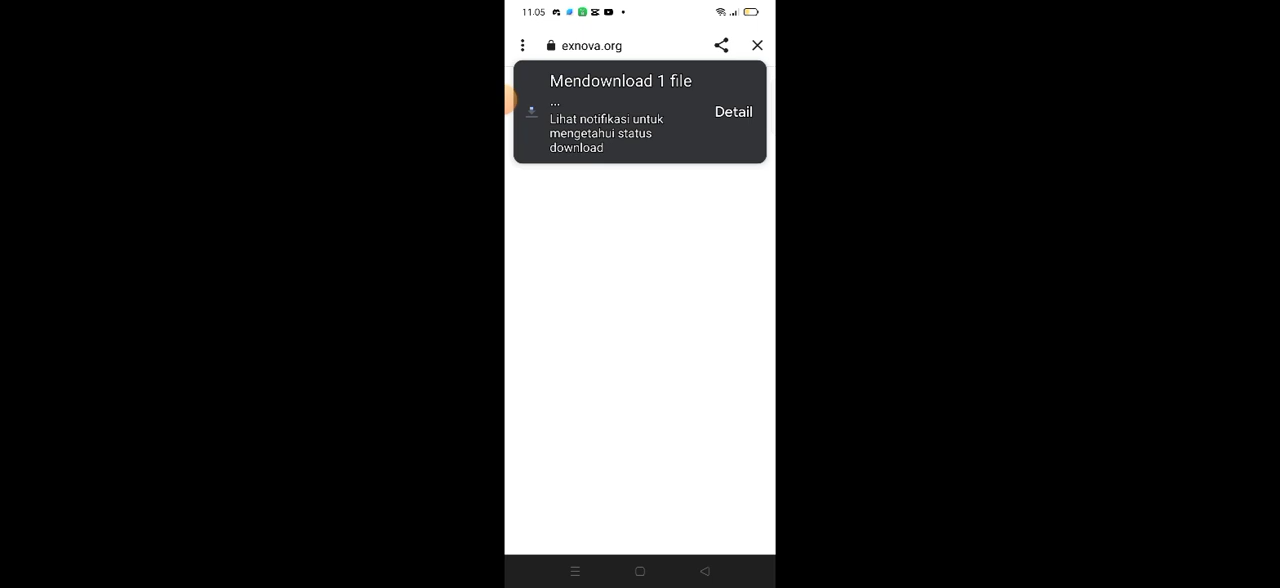 11.05
exnova.org
Mendownload 1 file
...
Lihat notifikasi untuk
mengetahui status
download
Detail